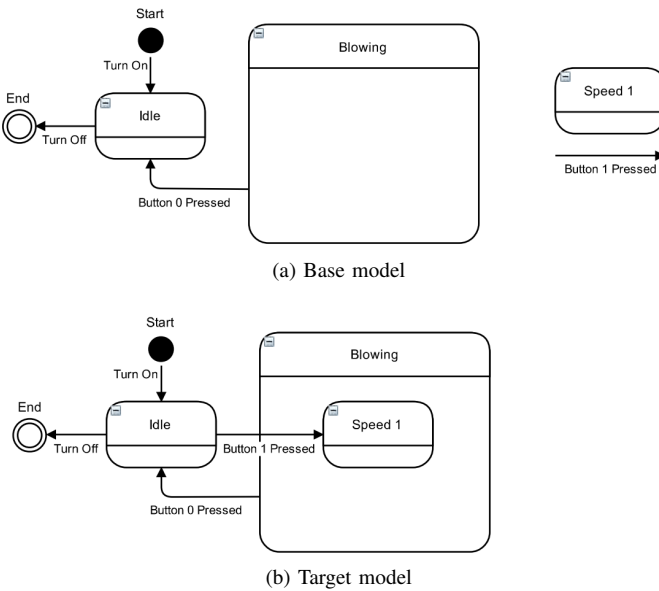 Start
Blowing
Turn On
End
Idle
Speed 1
Turn Off
Button 1 Pressed
Button 0 Pressed
(a) Base model
Start
Blowing
Turn On
End
Idle
Speed 1
Turn Off
Button 1 Pressed
Button 0 Pressed
(b) Target model